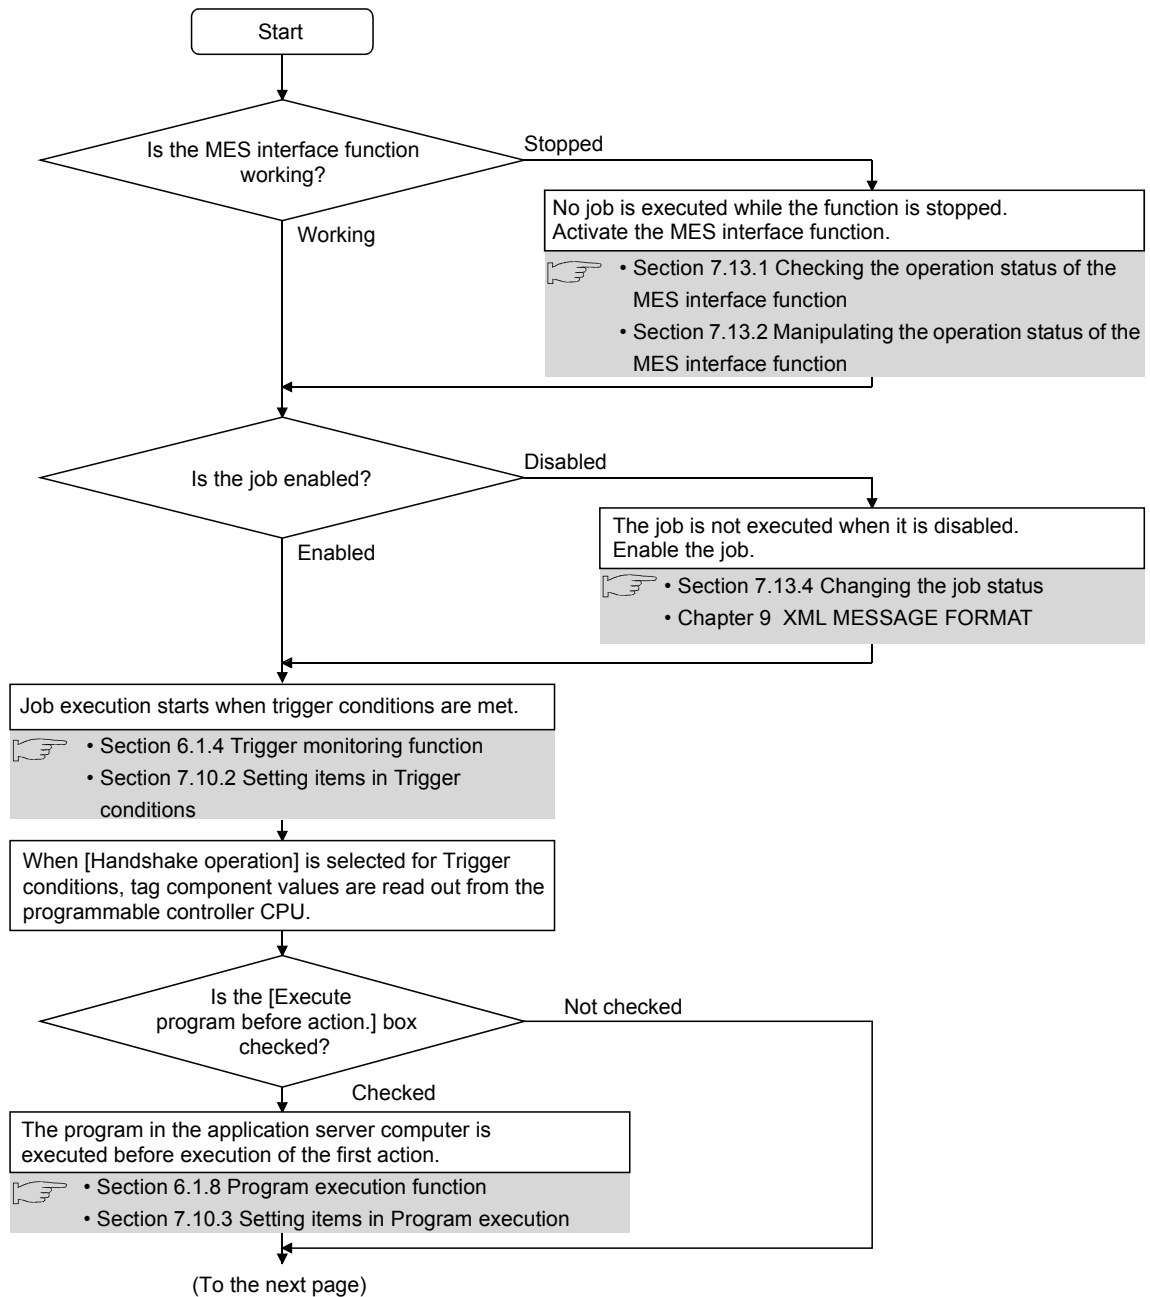 Start
Is the MES interface function
working?
Stopped
No job is executed while the function is stopped.
Activate the MES interface function.
• Section 7.13.1 Checking the operation status of the
MES interface function
• Section 7.13.2 Manipulating the operation status of the
MES interface function
Working
Is the job enabled?
Disabled
The job is not executed when it is disabled.
Enable the job.
• Section 7.13.4 Changing the job status
• Chapter 9 XML MESSAGE FORMAT
Enabled
Job execution starts when trigger conditions are met.
• Section 6.1.4 Trigger monitoring function
• Section 7.10.2 Setting items in Trigger
conditions
When [Handshake operation] is selected for Trigger
conditions, tag component values are read out from the
programmable controller CPU.
Is the [Execute
program before action.] box
checked?
Not checked
Checked
The program in the application server computer is
executed before execution of the first action.
• Section 6.1.8 Program execution function
• Section 7.10.3 Setting items in Program execution
(To the next page)